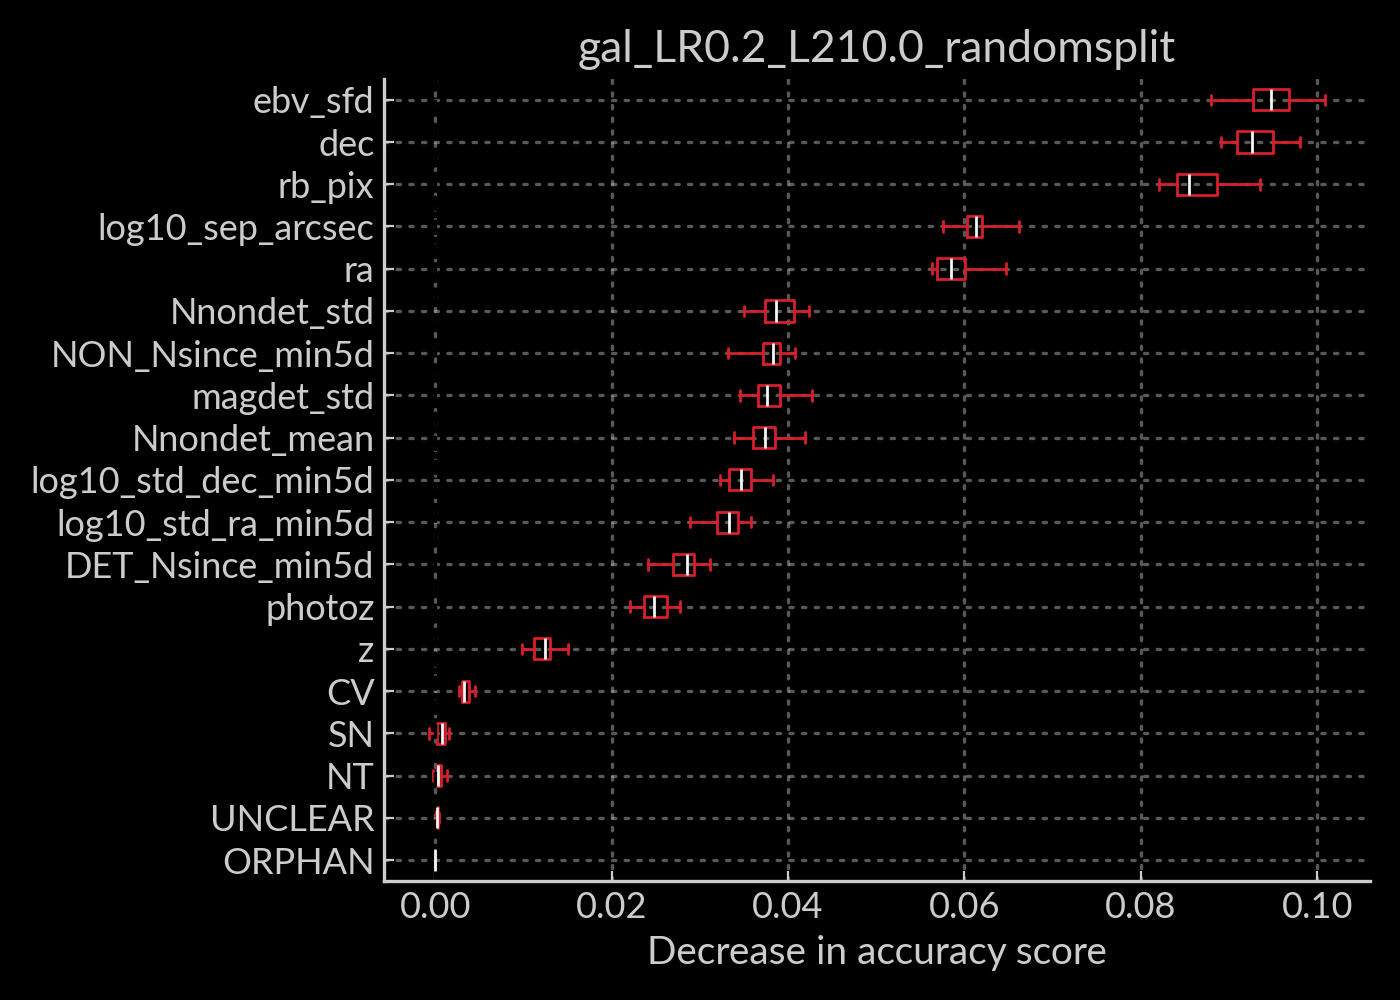 gal_LR0.2_L210.0_randomsplit
ebv_sfd
dec
rb_pix
log10_sep_arcsec
ra
Nnondet_std
NON_Nsince_min5d
magdet_std
Nnondet_mean
log10_std_dec_min5d
log10_std_ra_min5d
DET_Nsince_min5d
photoz
z
CV
SN
NT
UNCLEAR
ORPHAN
0.00 0.02 0.04 0.06 0.08 0.10
Decrease in accuracy score